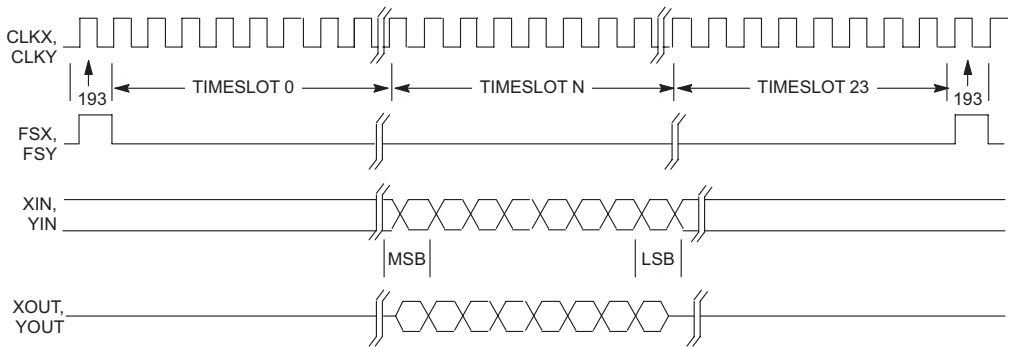 CLKX,
CLKY
TIMESLOT 0
TIMESLOT N
TIMESLOT 23
193
193
FSX,
FSY
XIN,
YIN
MSB
LSB
XOUT,
YOUT